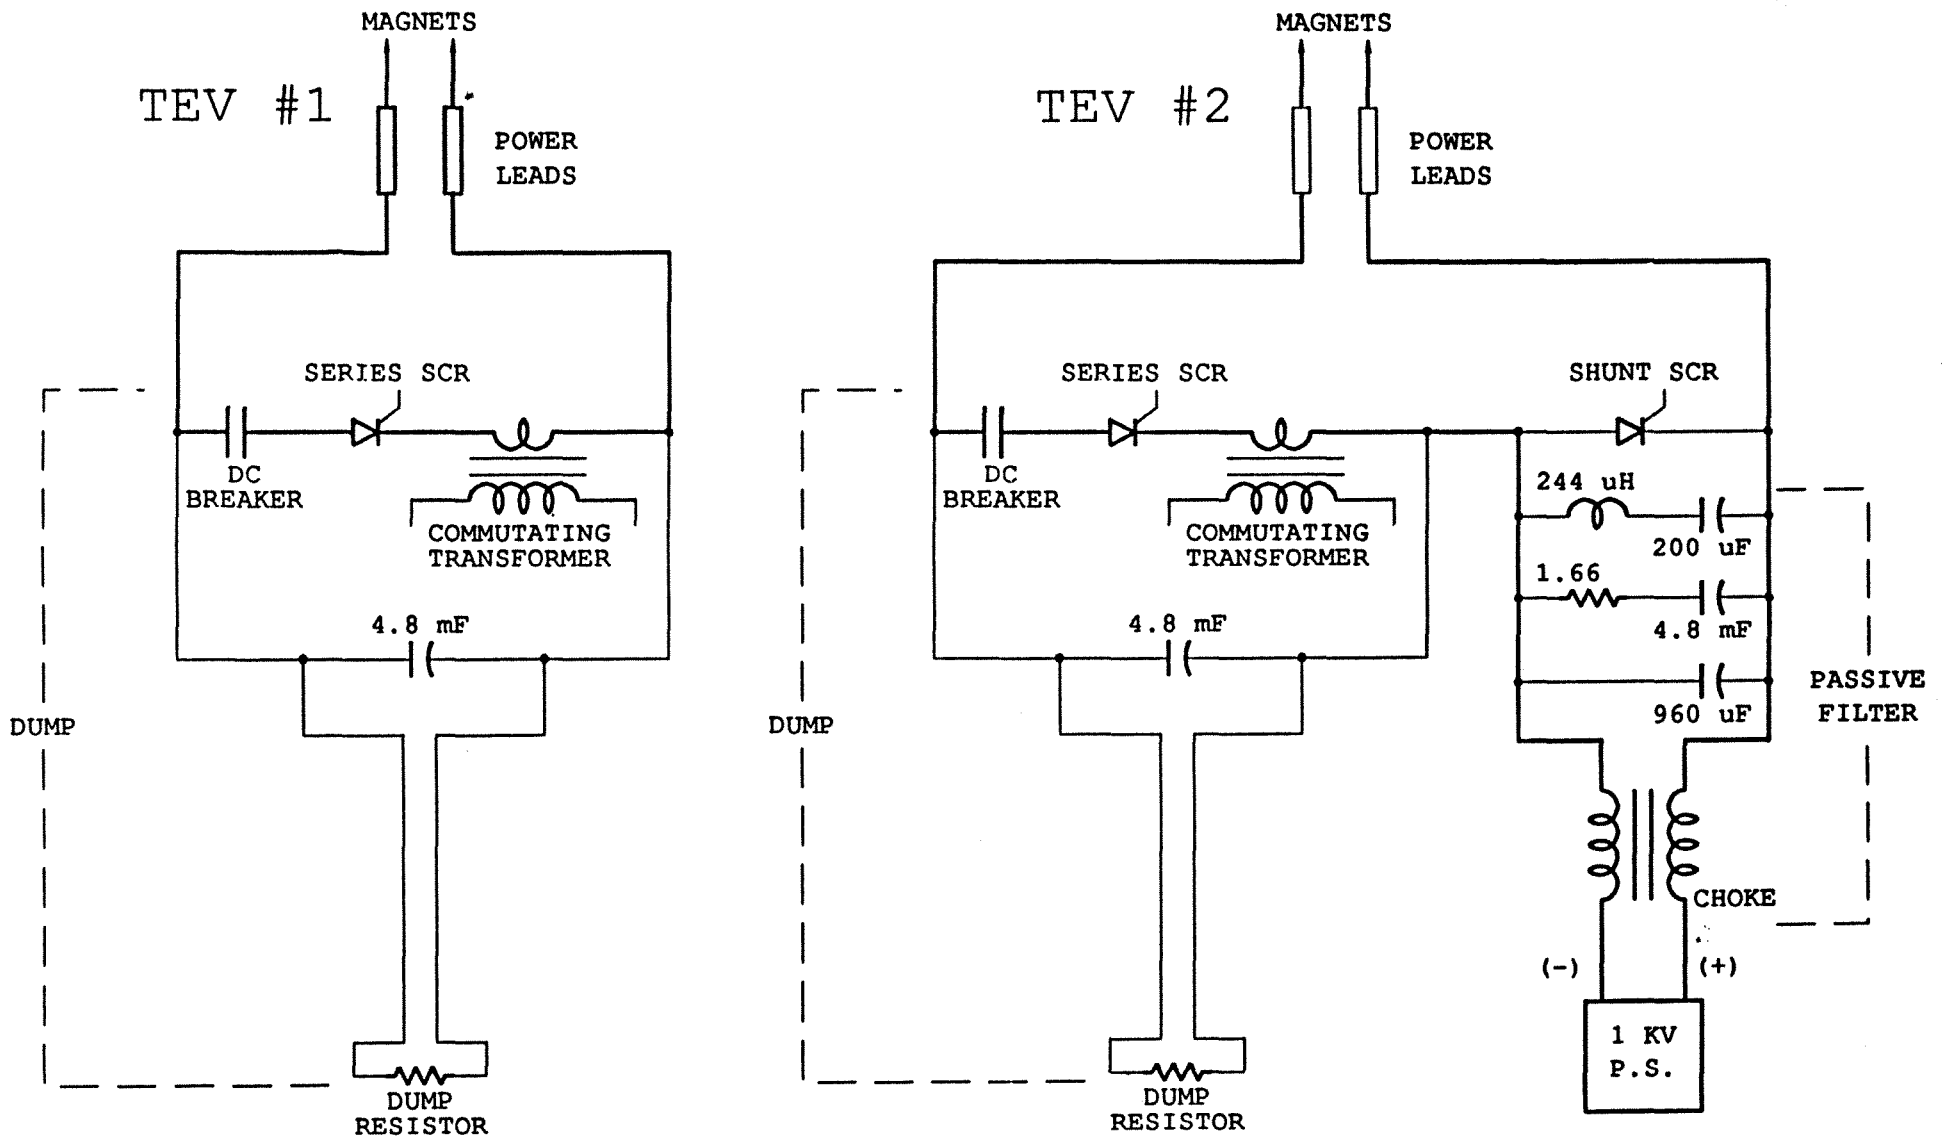 MAGNETS
TEV #1
POWER
LEADS
SERIES SCR
DC
BREAKER
COMMUTATING
TRANSFORMER
4.8 mF
DUMP
DUMP
RESISTOR
MAGNETS
TEV #2
POWER
LEADS
SERIES SCR
SHUNT SCR
DC
BREAKER
COMMUTATING
TRANSFORMER
244 uH
200 uF
1.66
4.8 mF
4.8 mF
960 uF
PASSIVE
FILTER
DUMP
CHOKE
(-)
(+)
1 KV
P.S.
DUMP
RESISTOR